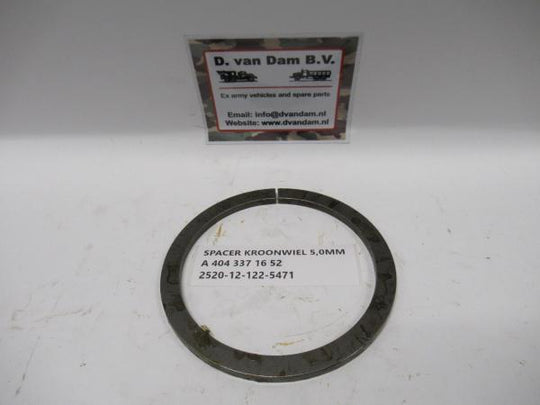 D. van Dam B.V.
Ex army vehicles and spare parts
Email: info@dvandam.nl
Website: www.dvandam.nl
SPACER KROONWIEL 5,0MM
A 404 337 16 52
2520-12-122-5471